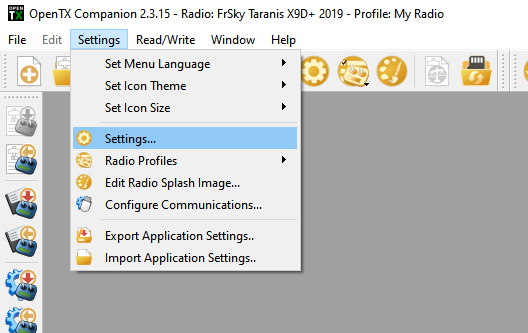 OPEN
TX
OpenTX Companion 2.3.15 - Radio: FrSky Taranis X9D+ 2019 - Profile: My Radio
File Edit Settings Read/Write Window Help
Set Menu Language
Set Icon Theme
Set Icon Size
Settings...
Radio Profiles
Edit Radio Splash Image...
Configure Communications...
Export Application Settings..
Import Application Settings..